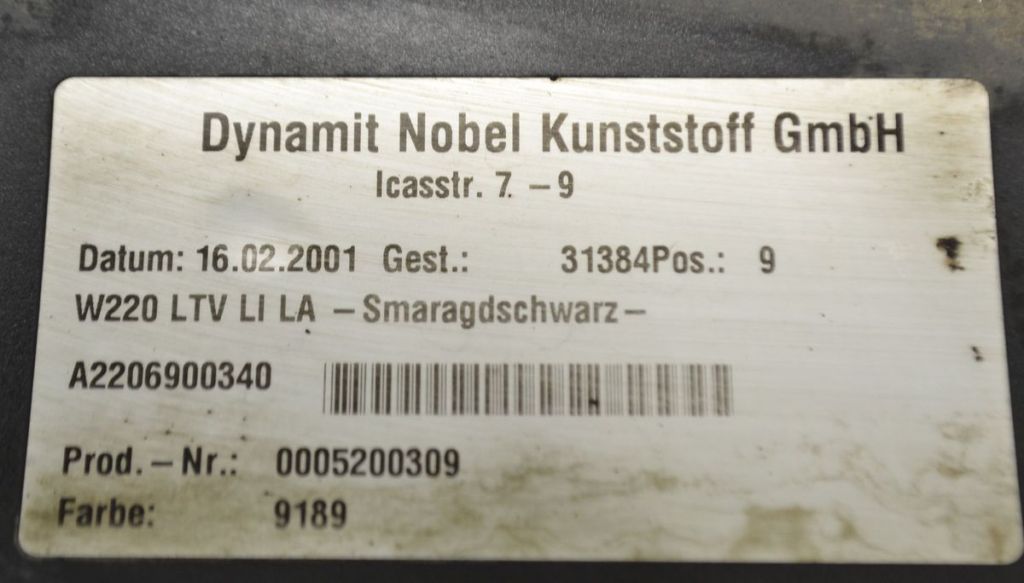 Dynamit Nobel Kunststoff GmbH
Icasstr. 7 – 9
Datum: 16.02.2001 Gest.: 31384Pos.: 9
W220 LTV LI LA –Smaragdschwarz–
A2206900340
Prod.–Nr.: 0005200309
Farbe: 9189